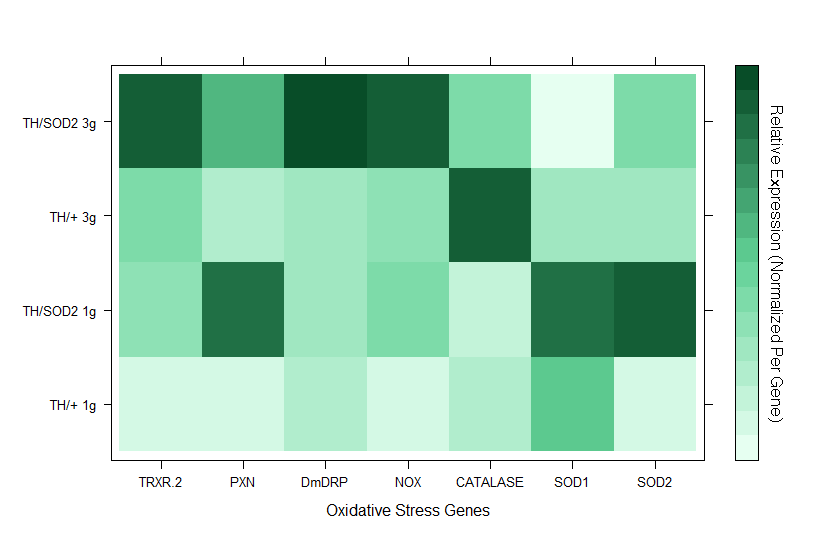 TH/SOD2 3g
TH/+ 3g
TH/SOD2 1g
TH/+ 1g
TRXR.2 PXN DmDRP NOX CATALASE SOD1 SOD2
Oxidative Stress Genes
Relative Expression (Normalized Per Gene)